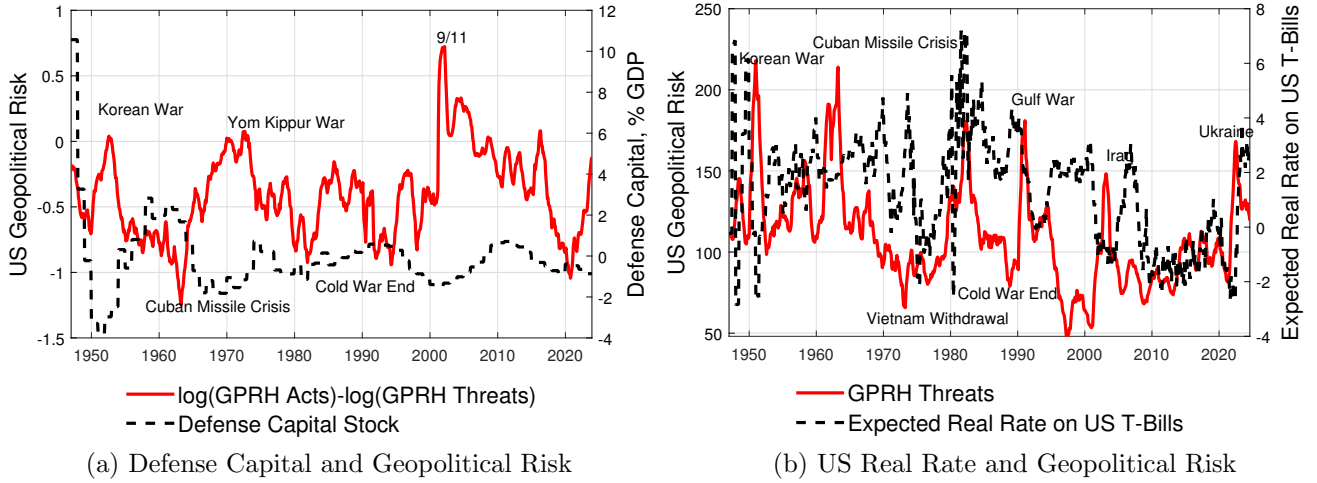 US Geopolitical Risk
1
0.5
0
-0.5
-1
-1.5
9/11
Korean War
Yom Kippur War
Cold War End
Cuban Missile Crisis
12
10
8
6
4
2
0
-2
-4
Defense Capital, % GDP
1950 1960 1970 1980 1990 2000 2010 2020
log(GPRH Acts)-log(GPRH Threats)
Defense Capital Stock
(a) Defense Capital and Geopolitical Risk
US Geopolitical Risk
250
200
150
100
50
Cuban Missile Crisis
Korean War
Gulf War
Ukraine
Iraq
Cold War End
Vietnam Withdrawal
8
6
4
2
0
-2
-4
Expected Real Rate on US T-Bills
1950 1960 1970 1980 1990 2000 2010 2020
GPRH Threats
Expected Real Rate on US T-Bills
(b) US Real Rate and Geopolitical Risk